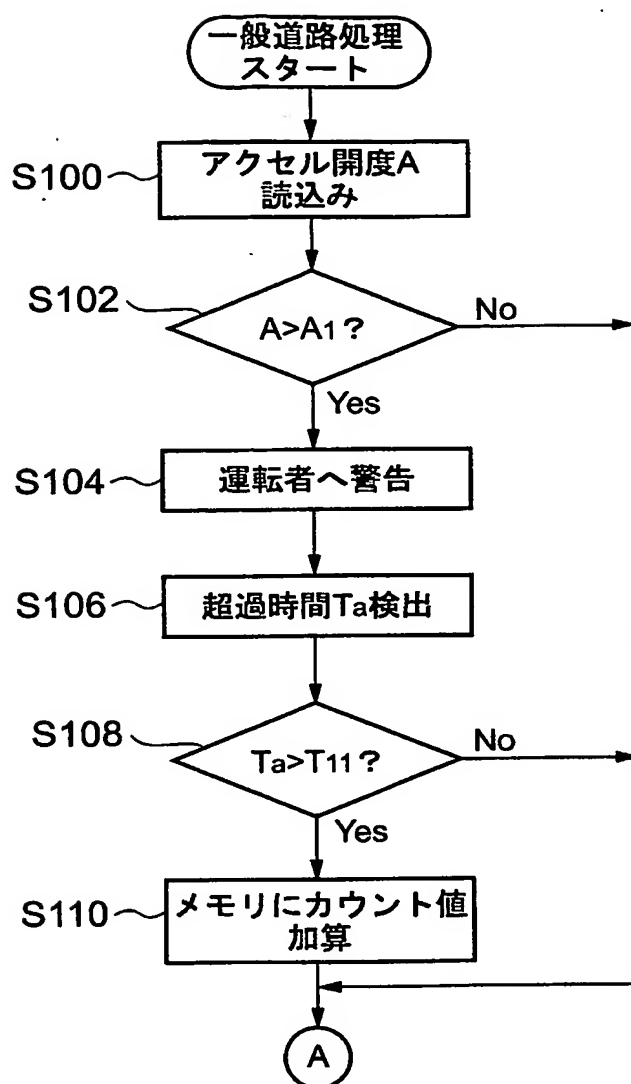 一般道路処理
スタート
S100
アクセル開度A
読込み
S102
A>A1?
No
Yes
S104
運転者へ警告
S106
超過時間Ta検出
S108
Ta>T11?
No
Yes
S110
メモリにカウント値
加算
A